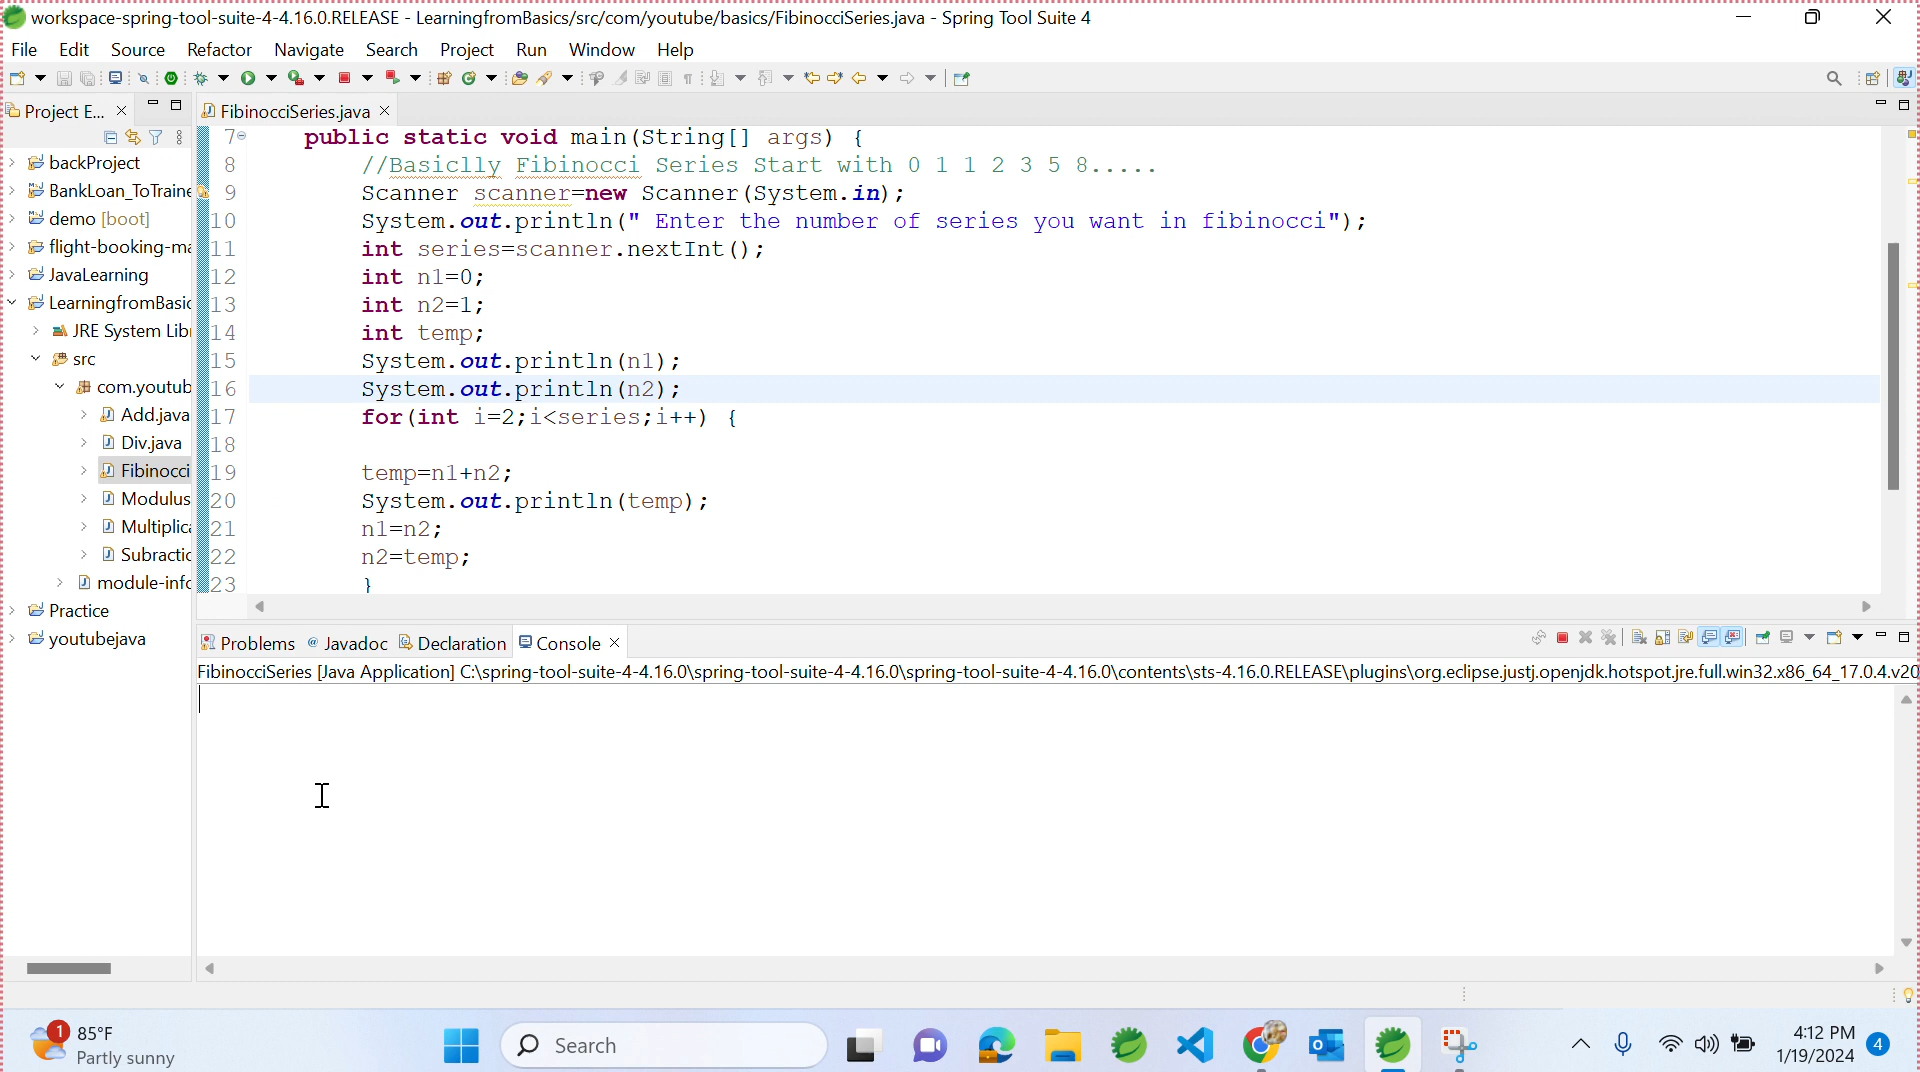 workspace-spring-tool-suite-4-4.16.0.RELEASE - LearningfromBasics/src/com/youtube/basics/FibinocciSeries.java - Spring Tool Suite 4
File Edit Source Refactor Navigate Search Project Run Window Help
Project E...
FibinocciSeries.java
backProject
BankLoan_ToTraine
demo [boot]
flight-booking-ma
JavaLearning
LearningfromBasic
JRE System Libr
src
com.youtub
Add.java
Div.java
Fibinocci
Modulus
Multiplica
Subractic
module-info
Practice
youtubejava
7 public static void main(String[] args) {
8 //Basiclly Fibinocci Series Start with 0 1 1 2 3 5 8.....
9 Scanner scanner=new Scanner(System.in);
10 System.out.println(" Enter the number of series you want in fibinocci");
11 int series=scanner.nextInt();
12 int n1=0;
13 int n2=1;
14 int temp;
15 System.out.println(n1);
16 System.out.println(n2);
17 for(int i=2;i<series;i++) {
18
19 temp=n1+n2;
20 System.out.println(temp);
21 n1=n2;
22 n2=temp;
23 }
Problems Javadoc Declaration Console
FibinocciSeries [Java Application] C:\spring-tool-suite-4-4.16.0\spring-tool-suite-4-4.16.0\spring-tool-suite-4-4.16.0\contents\sts-4.16.0.RELEASE\plugins\org.eclipse.justj.openjdk.hotspot.jre.full.win32.x86_64_17.0.4.v20
1
85°F
Partly sunny
Search
4:12 PM
1/19/2024
4